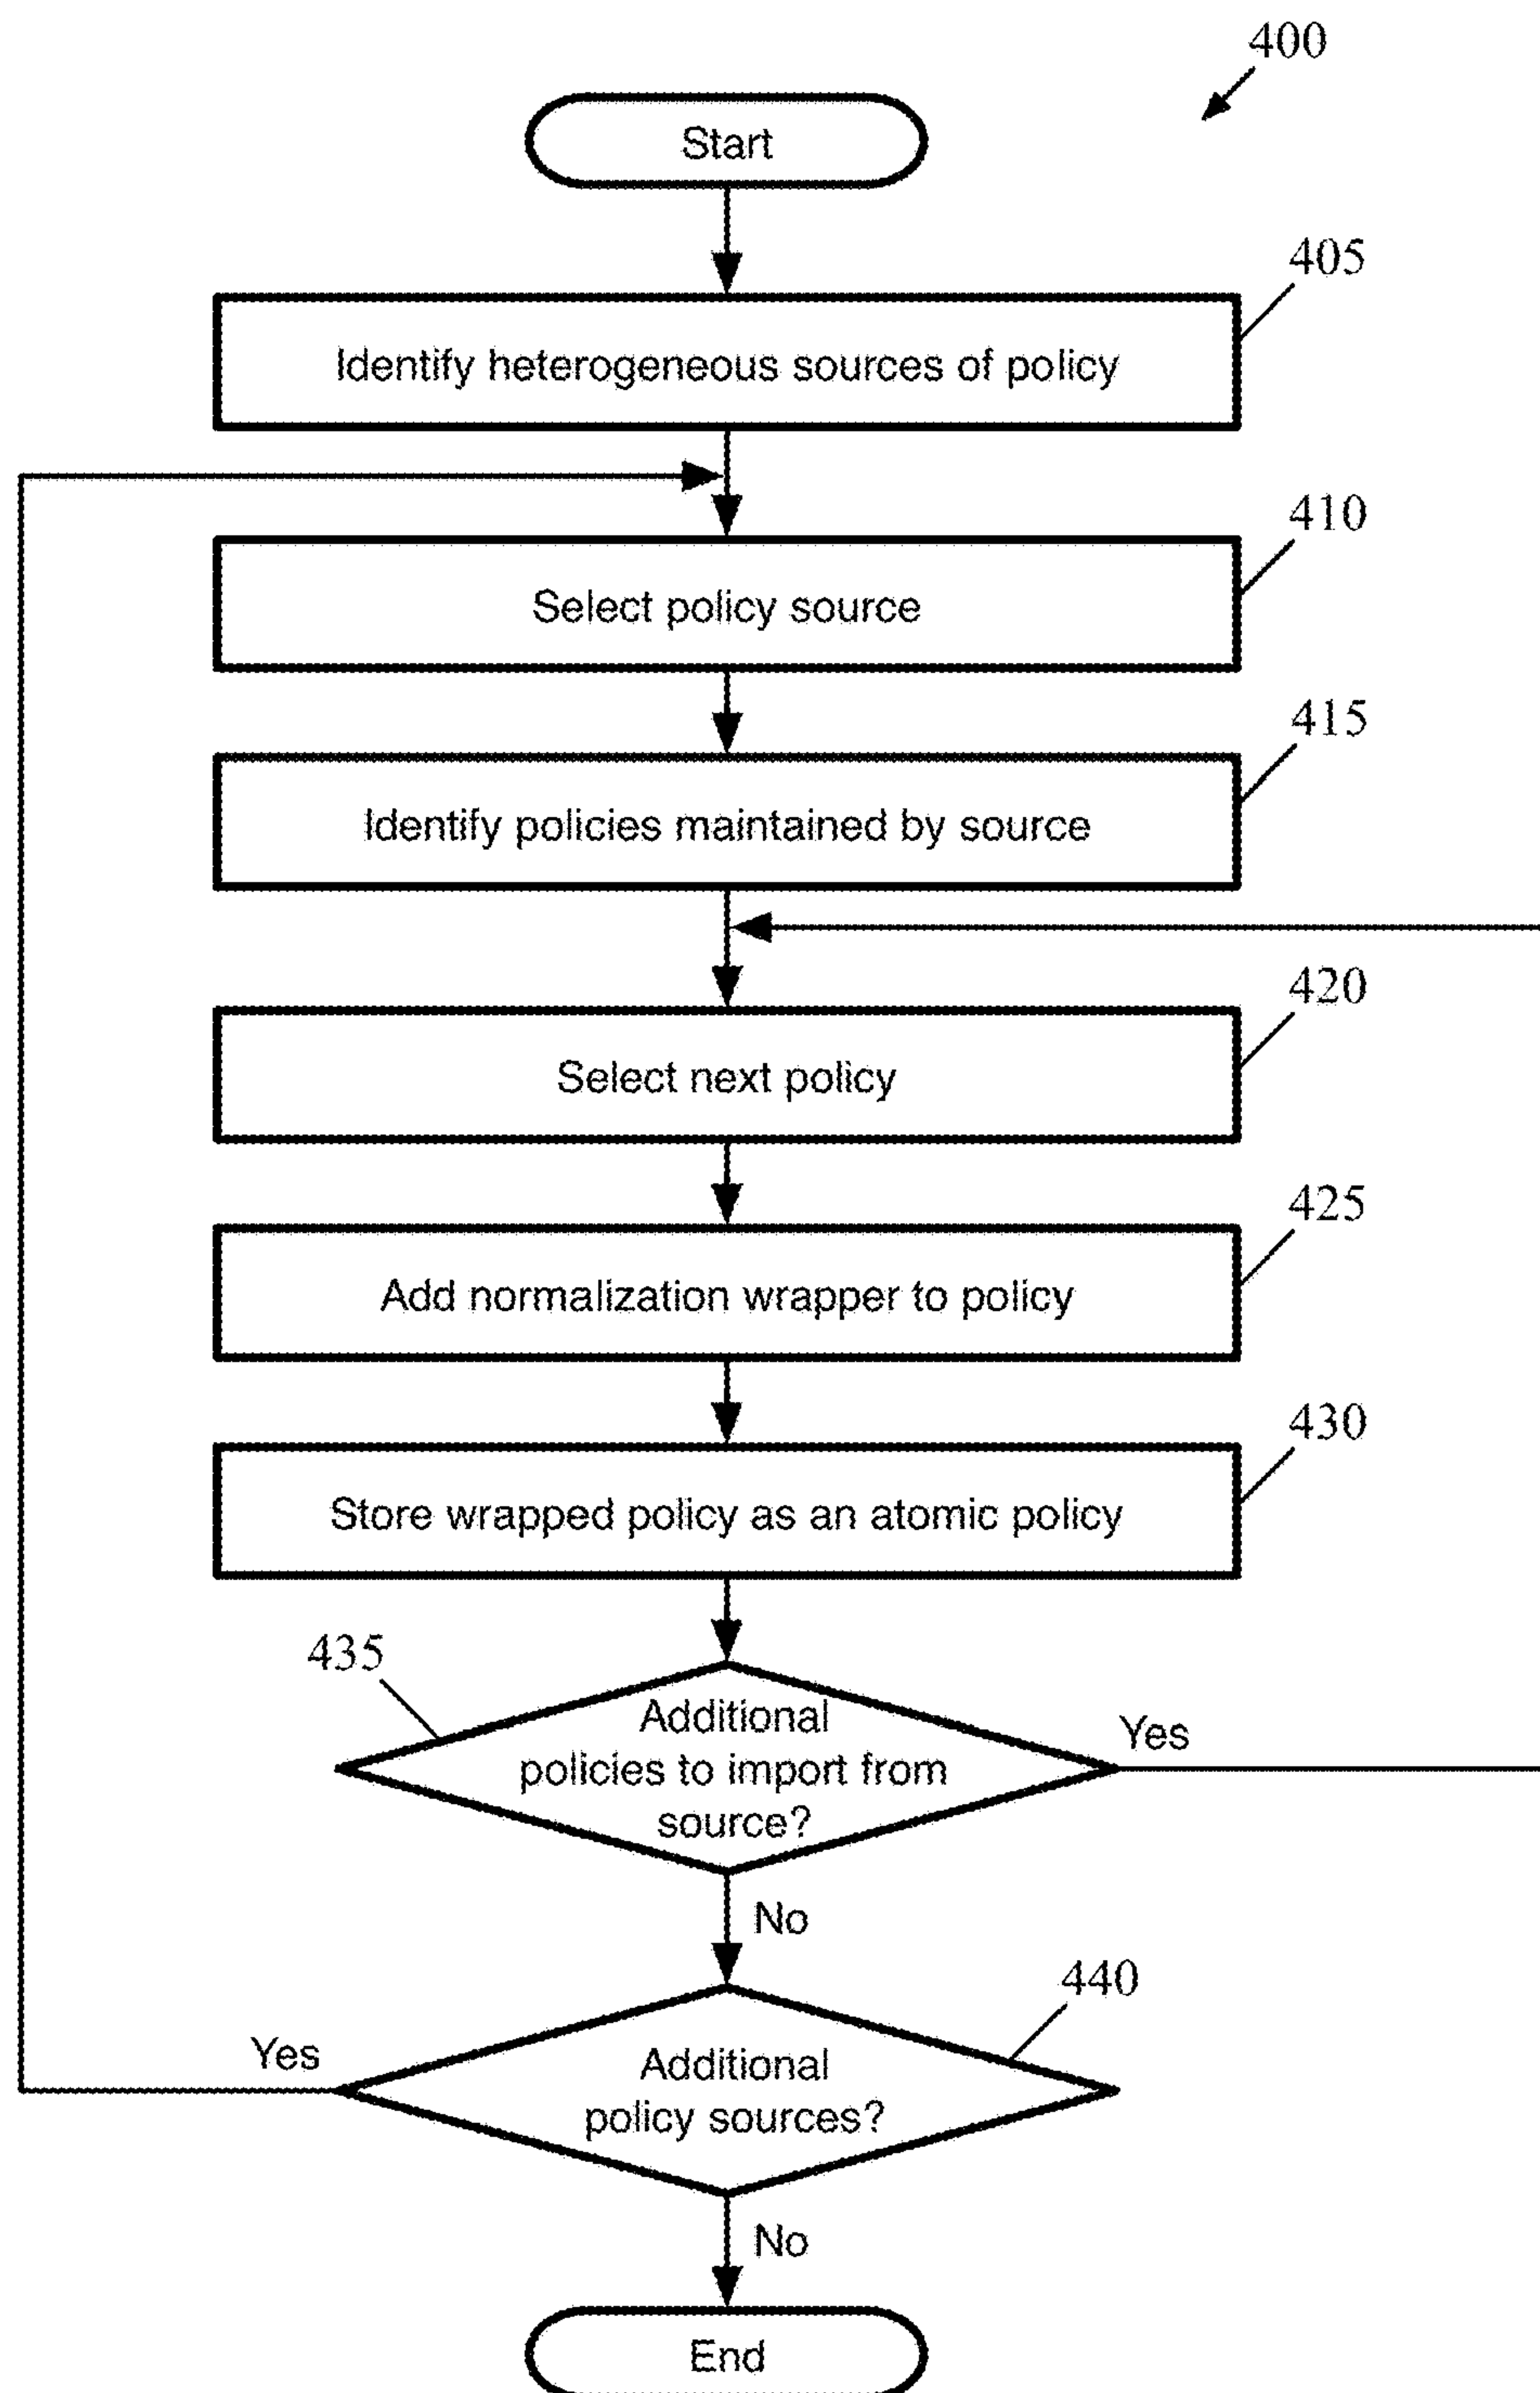 400
Start
405
Identify heterogeneous sources of policy
410
Select policy source
415
Identify policies maintained by source
420
Select next policy
425
Add normalization wrapper to policy
430
Store wrapped policy as an atomic policy
435
Additional
policies to import from
source?
Yes
No
440
Additional
policy sources?
Yes
No
End